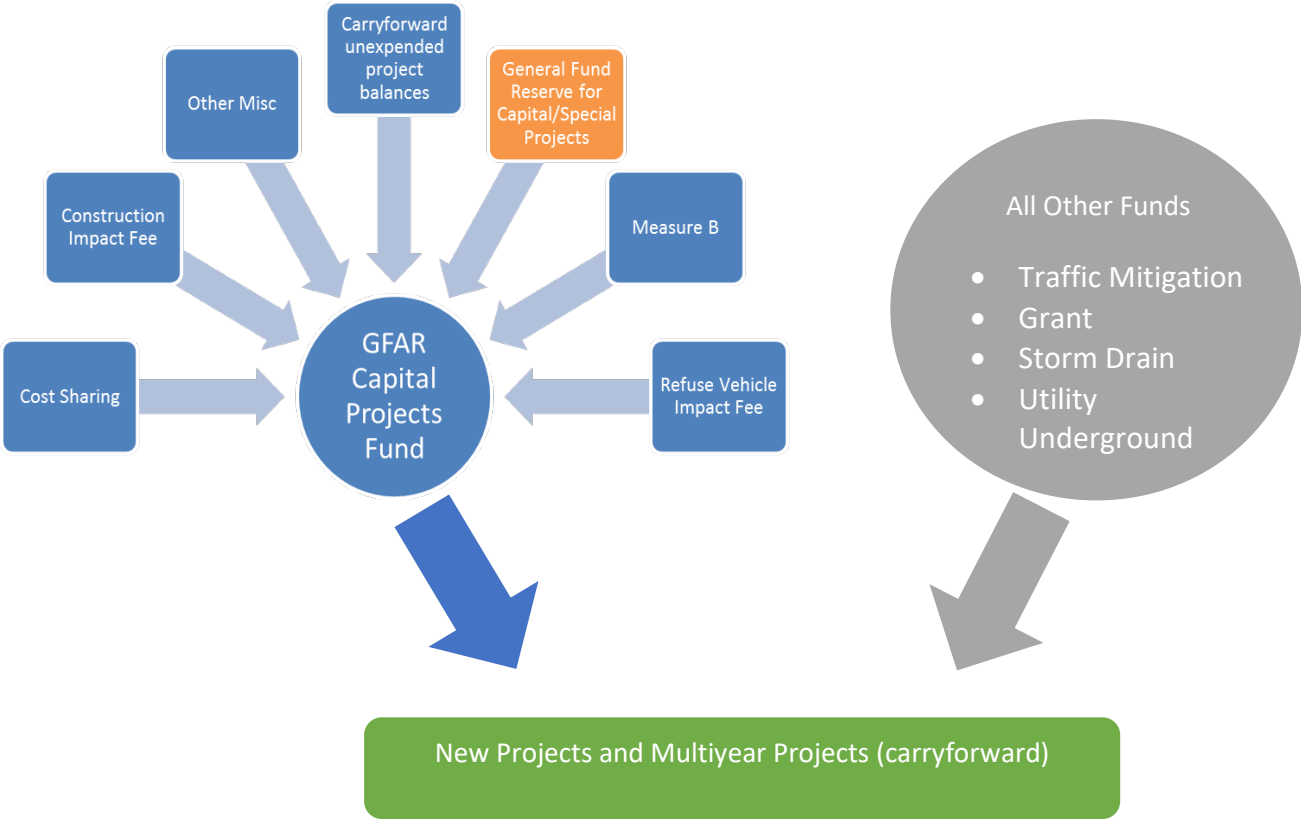 Carryforward
unexpended
project
balances
General Fund
Reserve for
Capital/Special
Projects
Other Misc
Construction
Impact Fee
Measure B
Cost Sharing
GFAR
Capital
Projects
Fund
Refuse Vehicle
Impact Fee
All Other Funds
• Traffic Mitigation
• Grant
• Storm Drain
• Utility
Underground
New Projects and Multiyear Projects (carryforward)